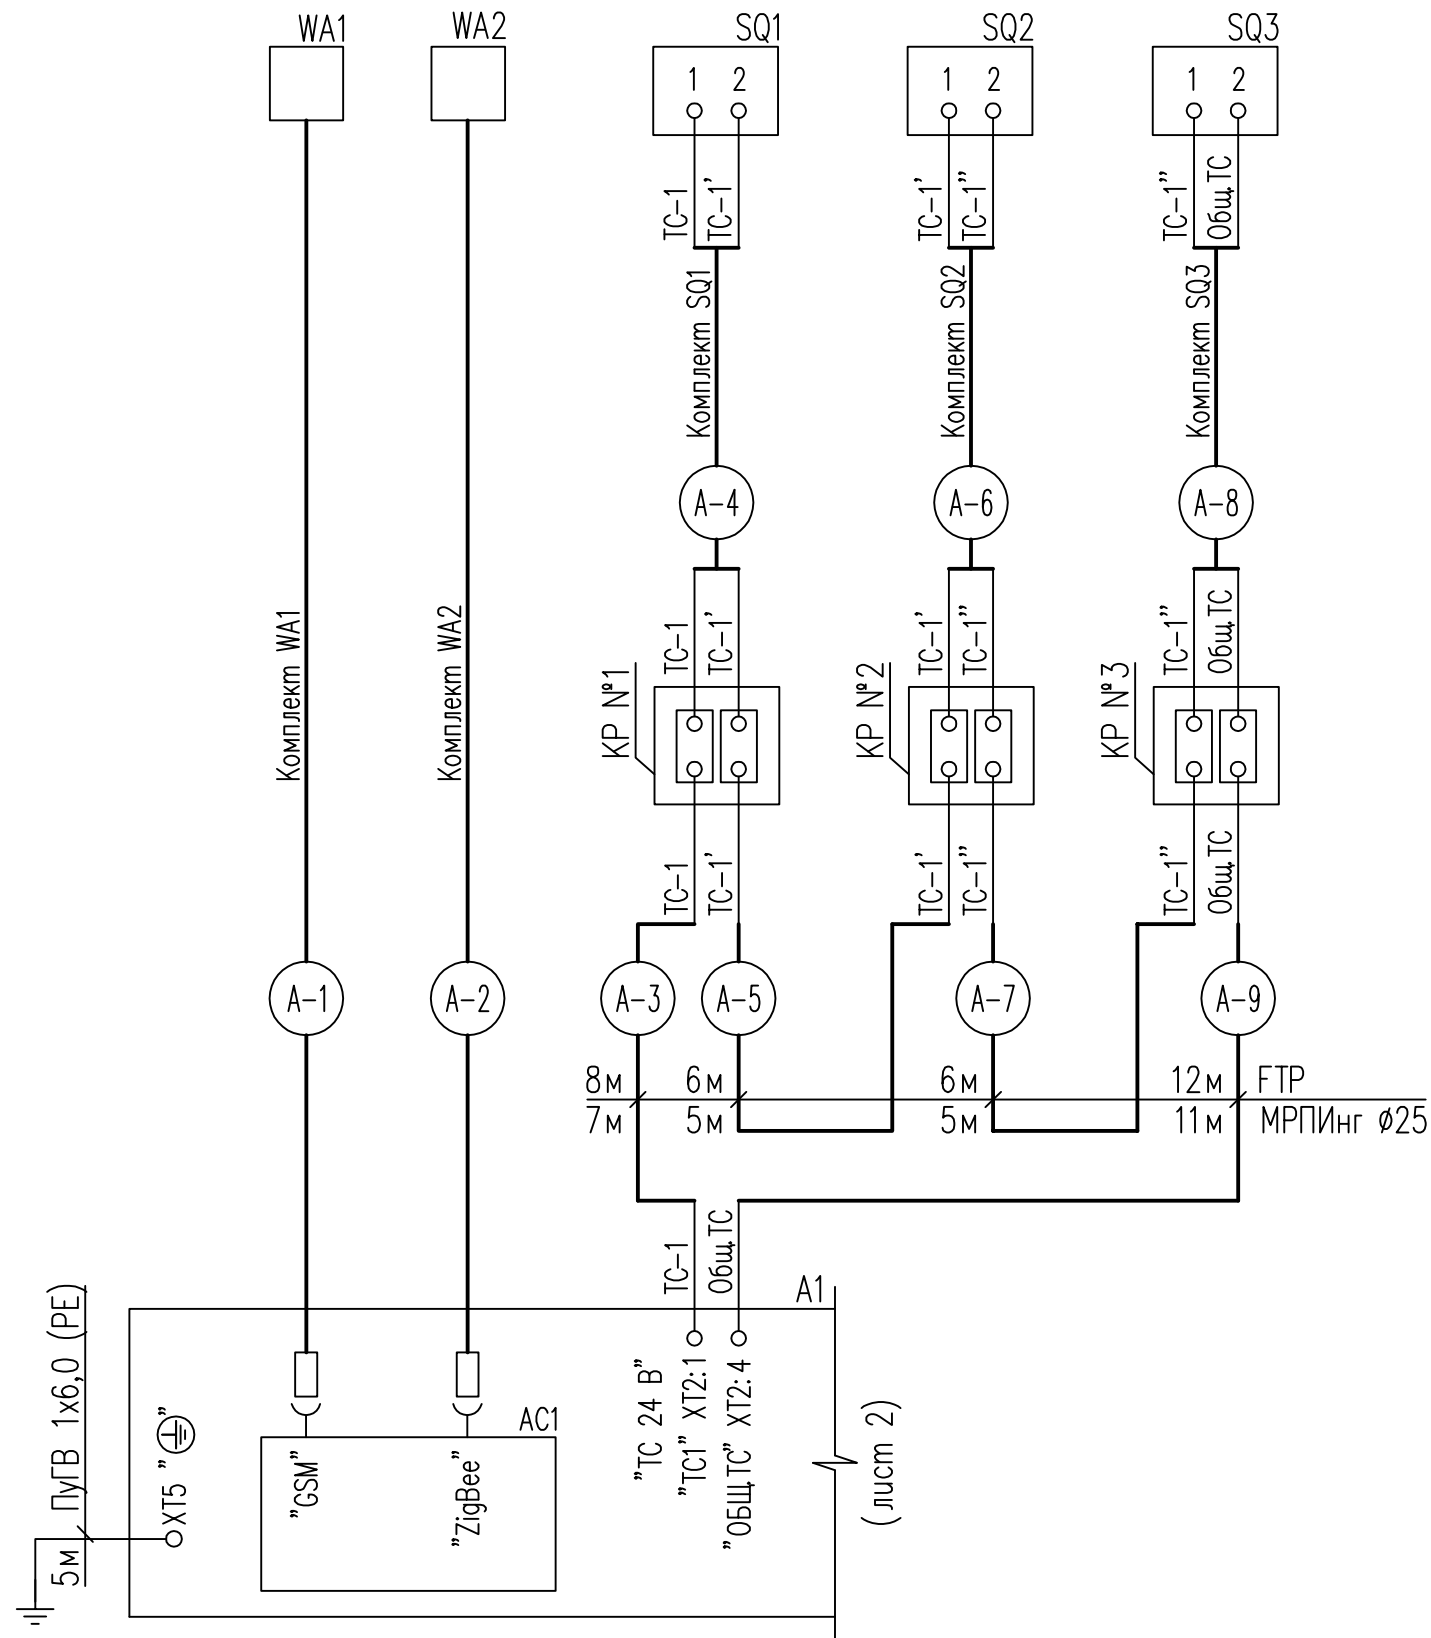 WA1
WA2
SQ1
SQ2
SQ3
1 2
1 2
1 2
ТС-1
ТС-1'
ТС-1'
ТС-1"
ТС-1"
Общ.ТС
Комплект SQ1
Комплект SQ2
Комплект SQ3
А-4
А-6
А-8
Комплект WA1
Комплект WA2
ТС-1
ТС-1'
ТС-1'
ТС-1"
ТС-1"
Общ.ТС
КР №1
КР №2
КР №3
ТС-1
ТС-1'
ТС-1'
ТС-1"
ТС-1"
Общ.ТС
А-1
А-2
А-3
А-5
А-7
А-9
8м
6м
6м
12м
FTP
7м
5м
5м
11м
МРПИнг ø25
ТС-1
Общ.ТС
А1
ПуГВ 1х6,0 (РЕ)
5м
XT5 "⏚"
AC1
"GSM"
"ZigBee"
"ТС 24 В"
"ТС1" XT2:1
"ОБЩ.ТС" XT2:4
(лист 2)